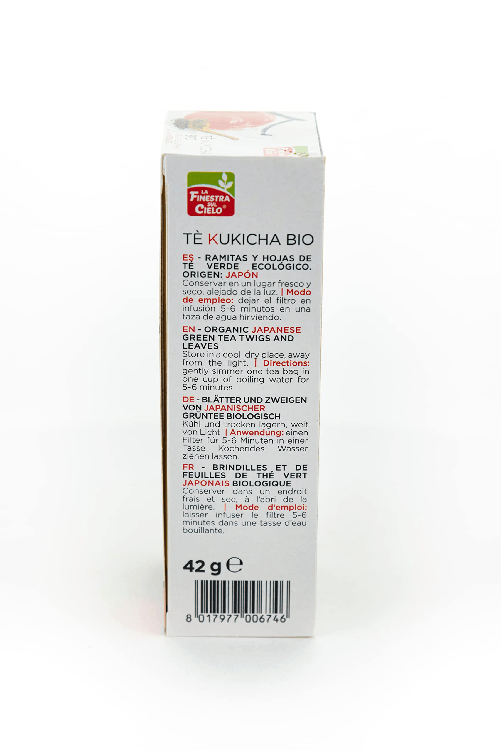 LA
FINESTRA
SUL
CIELO®
TÈ KUKICHA BIO
ES - RAMITAS Y HOJAS DE
TÉ VERDE ECOLÓGICO.
ORIGEN: JAPÓN
Conservar en un lugar fresco y
seco, alejado de la luz. | Modo
de empleo: dejar el filtro en
infusión 5-6 minutos en una
taza de agua hirviendo.
EN - ORGANIC JAPANESE
GREEN TEA TWIGS AND
LEAVES
Store in a cool, dry place, away
from the light. | Directions:
gently simmer one tea bag in
one cup of boiling water for
5-6 minutes
DE - BLÄTTER UND ZWEIGEN
VON JAPANISCHER
GRÜNTEE BIOLOGISCH
Kühl und trocken lagern, weit
von Licht. | Anwendung: einen
Filter für 5-6 Minuten in einer
Tasse Kochendes Wasser
ziehen lassen.
FR - BRINDILLES ET DE
FEUILLES DE THÉ VERT
JAPONAIS BIOLOGIQUE
Conserver dans un endroit
frais et sec, à l'abri de la
lumière. | Mode d'emploi:
laisser infuser le filtre 5-6
minutes dans une tasse d'eau
bouillante.
42 g e
8 017977 006746